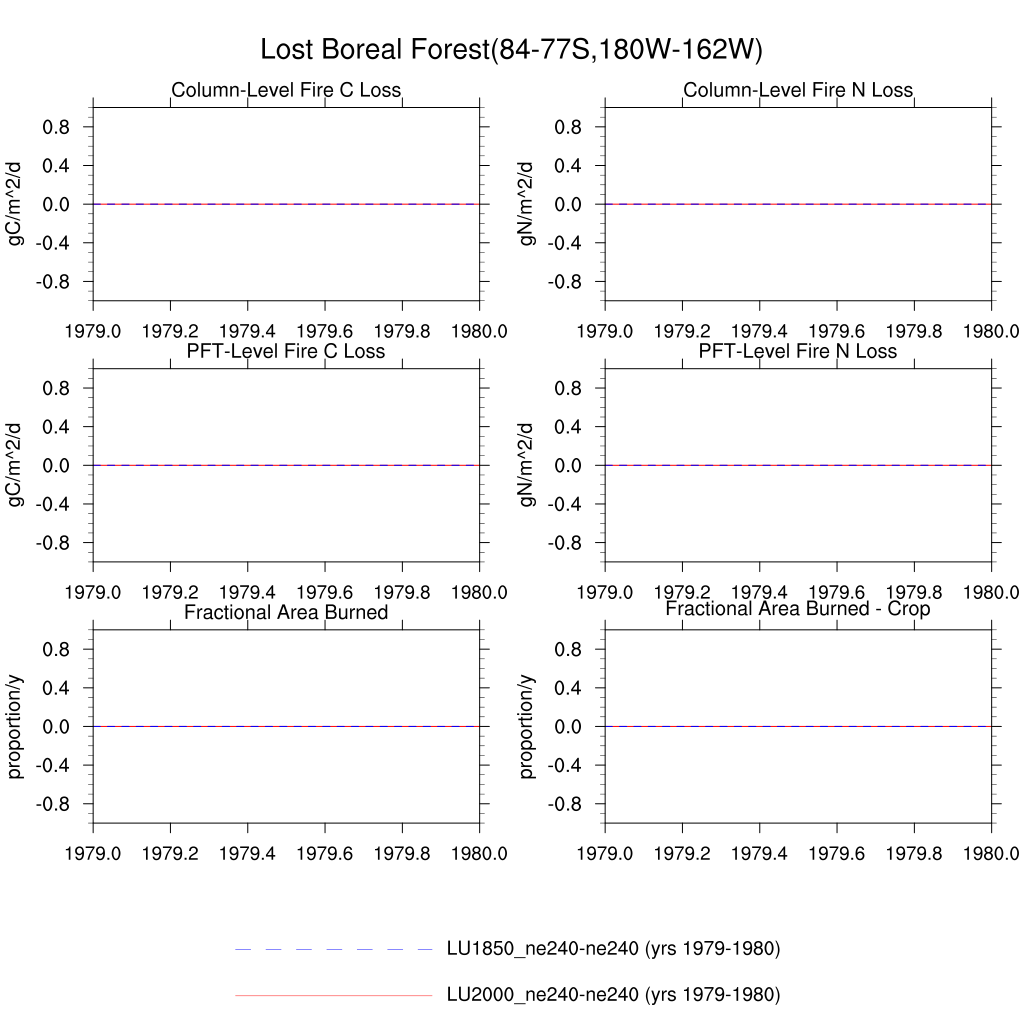 Lost Boreal Forest(84-77S,180W-162W)
Column-Level Fire C Loss
gC/m^2/d
0.8
0.4
0.0
-0.4
-0.8
1979.0 1979.2 1979.4 1979.6 1979.8 1980.0
Column-Level Fire N Loss
gN/m^2/d
0.8
0.4
0.0
-0.4
-0.8
1979.0 1979.2 1979.4 1979.6 1979.8 1980.0
PFT-Level Fire C Loss
gC/m^2/d
0.8
0.4
0.0
-0.4
-0.8
1979.0 1979.2 1979.4 1979.6 1979.8 1980.0
PFT-Level Fire N Loss
gN/m^2/d
0.8
0.4
0.0
-0.4
-0.8
1979.0 1979.2 1979.4 1979.6 1979.8 1980.0
Fractional Area Burned
proportion/y
0.8
0.4
0.0
-0.4
-0.8
1979.0 1979.2 1979.4 1979.6 1979.8 1980.0
Fractional Area Burned - Crop
proportion/y
0.8
0.4
0.0
-0.4
-0.8
1979.0 1979.2 1979.4 1979.6 1979.8 1980.0
LU1850_ne240-ne240 (yrs 1979-1980)
LU2000_ne240-ne240 (yrs 1979-1980)